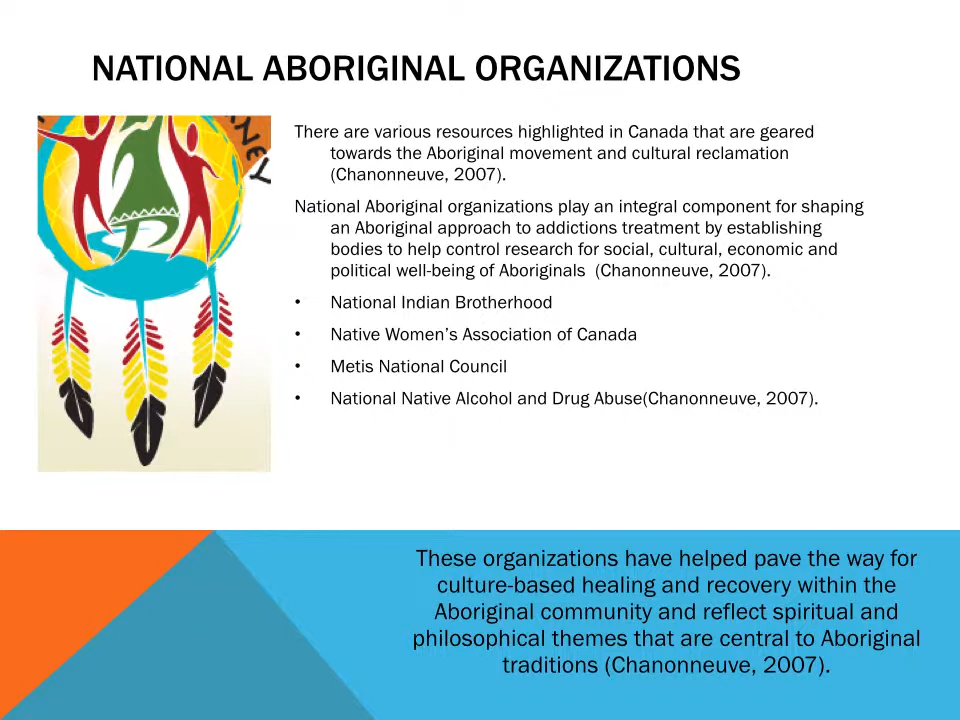 NATIONAL ABORIGINAL ORGANIZATIONS
NEL
There are various resources highlighted in Canada that are geared
towards the Aboriginal movement and cultural reclamation
(Chanonneuve, 2007).
National Aboriginal organizations play an integral component for shaping
an Aboriginal approach to addictions treatment by establishing
bodies to help control research for social, cultural, economic and
political well-being of Aboriginals  (Chanonneuve, 2007).
• National Indian Brotherhood
• Native Women’s Association of Canada
• Metis National Council
• National Native Alcohol and Drug Abuse(Chanonneuve, 2007).
These organizations have helped pave the way for
culture-based healing and recovery within the
Aboriginal community and reflect spiritual and
philosophical themes that are central to Aboriginal
traditions (Chanonneuve, 2007).